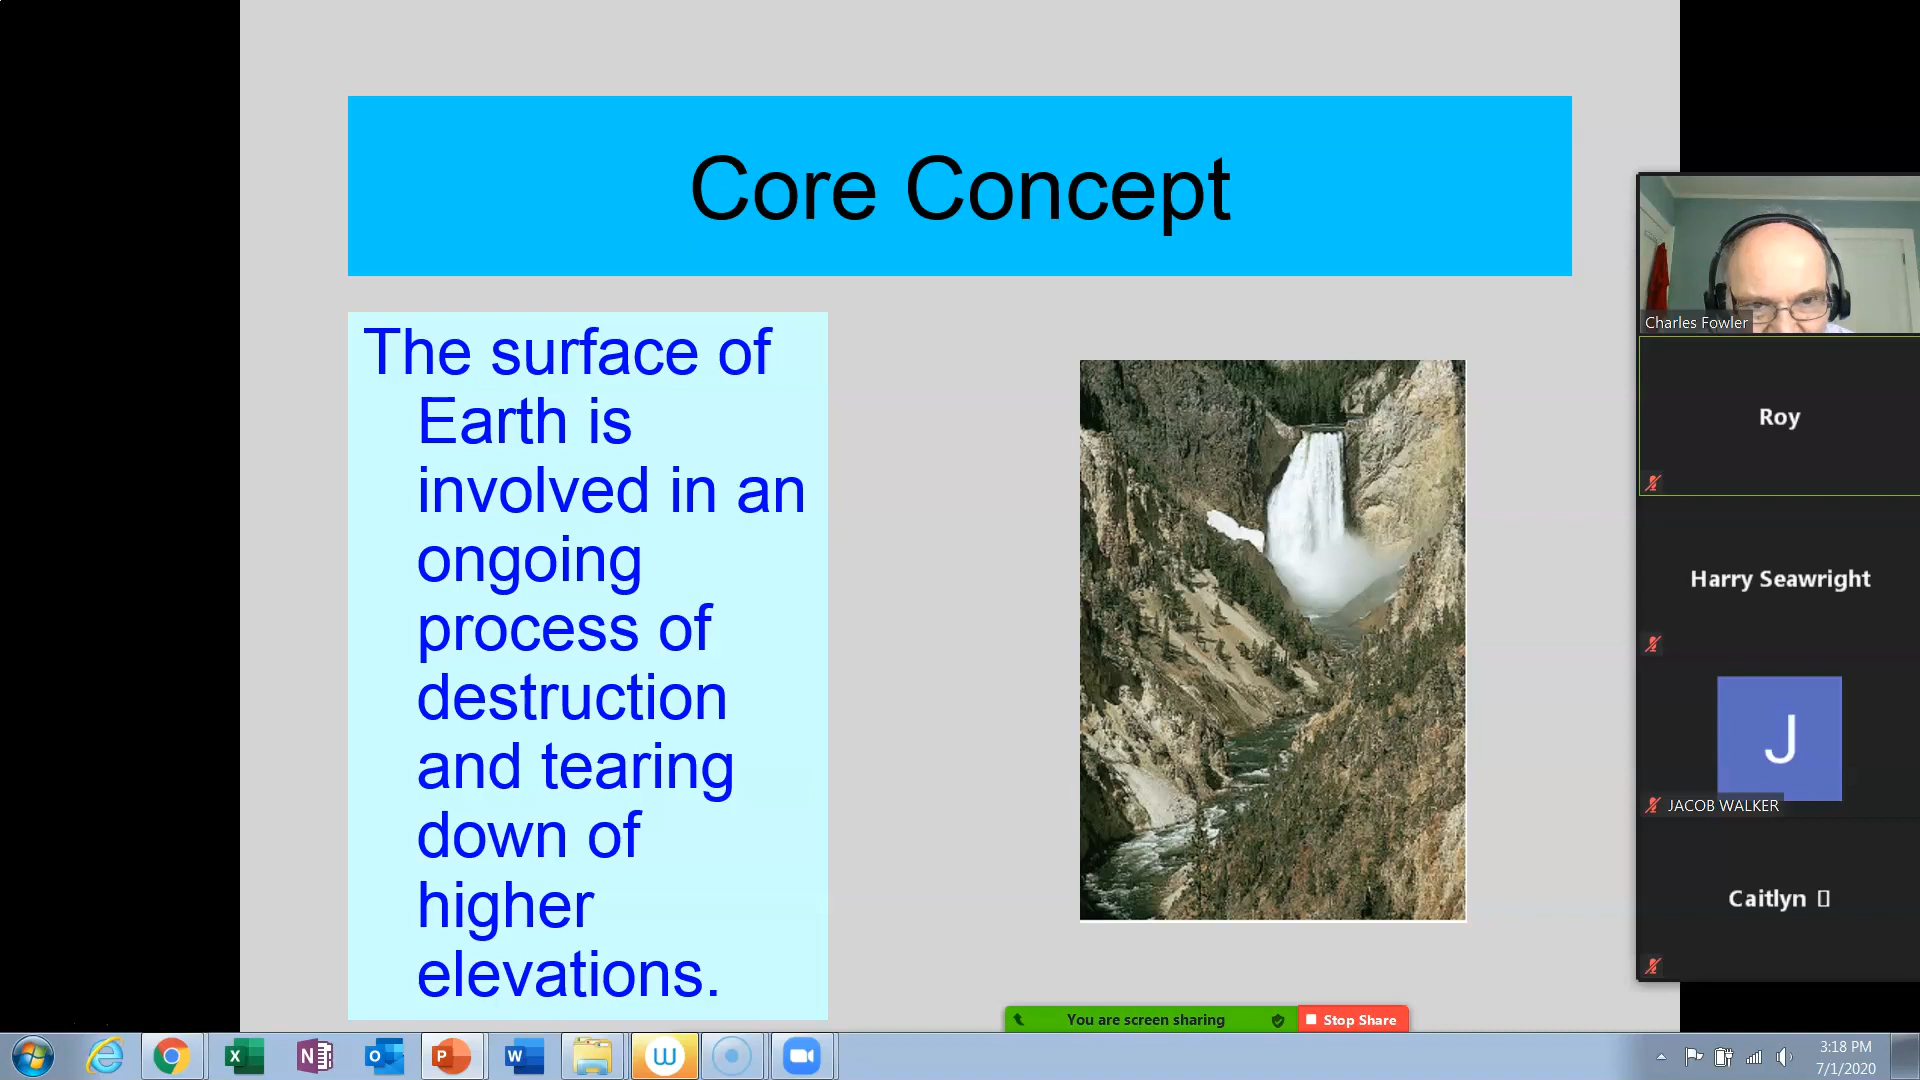 Core Concept
The surface of
Earth is
involved in an
ongoing
process of
destruction
and tearing
down of
higher
elevations.
Charles Fowler
Roy
Harry Seawright
J
JACOB WALKER
Caitlyn
You are screen sharing
Stop Share
3:18 PM
7/1/2020